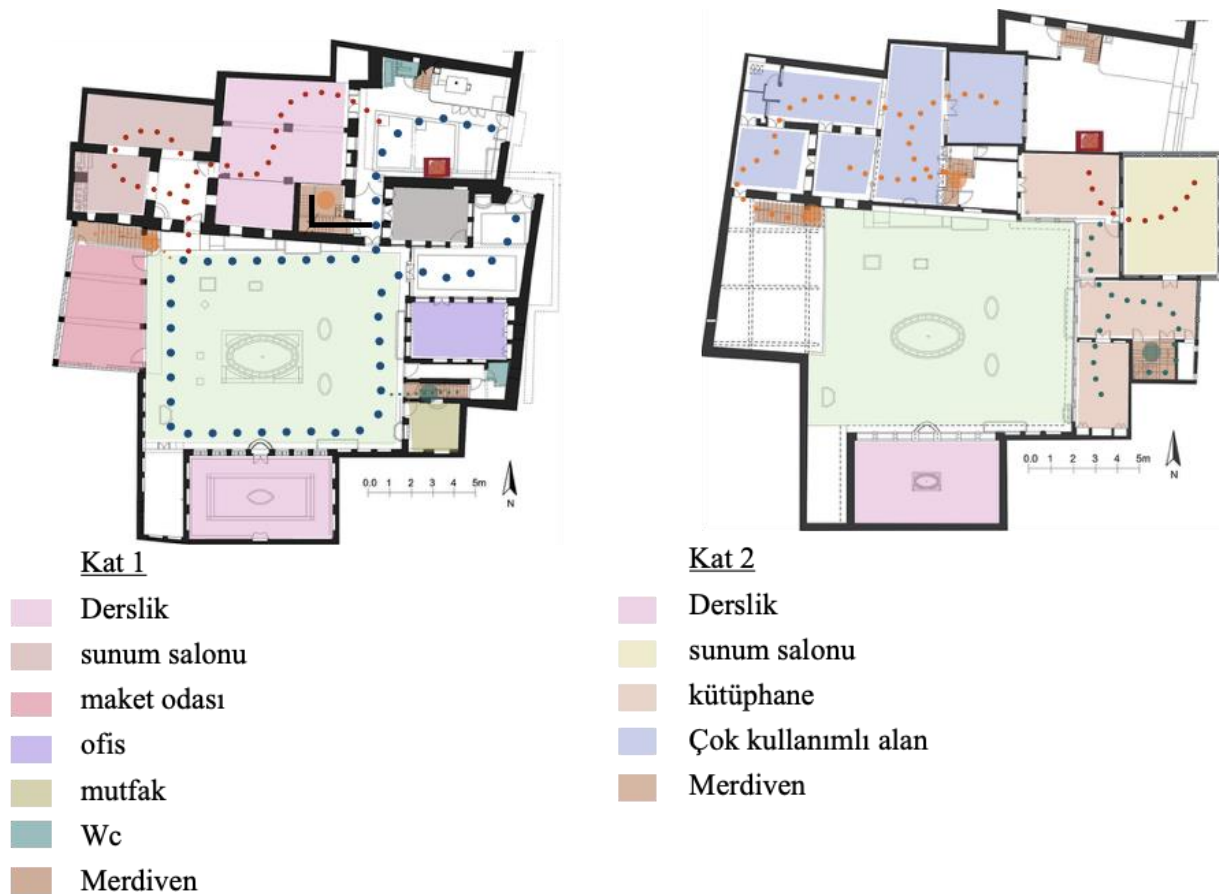 0.0 1 2 3 4 5m
N
Kat 1
Derslik
sunum salonu
maket odası
ofis
mutfak
Wc
Merdiven
0.0 1 2 3 4 5m
N
Kat 2
Derslik
sunum salonu
kütüphane
Çok kullanımlı alan
Merdiven